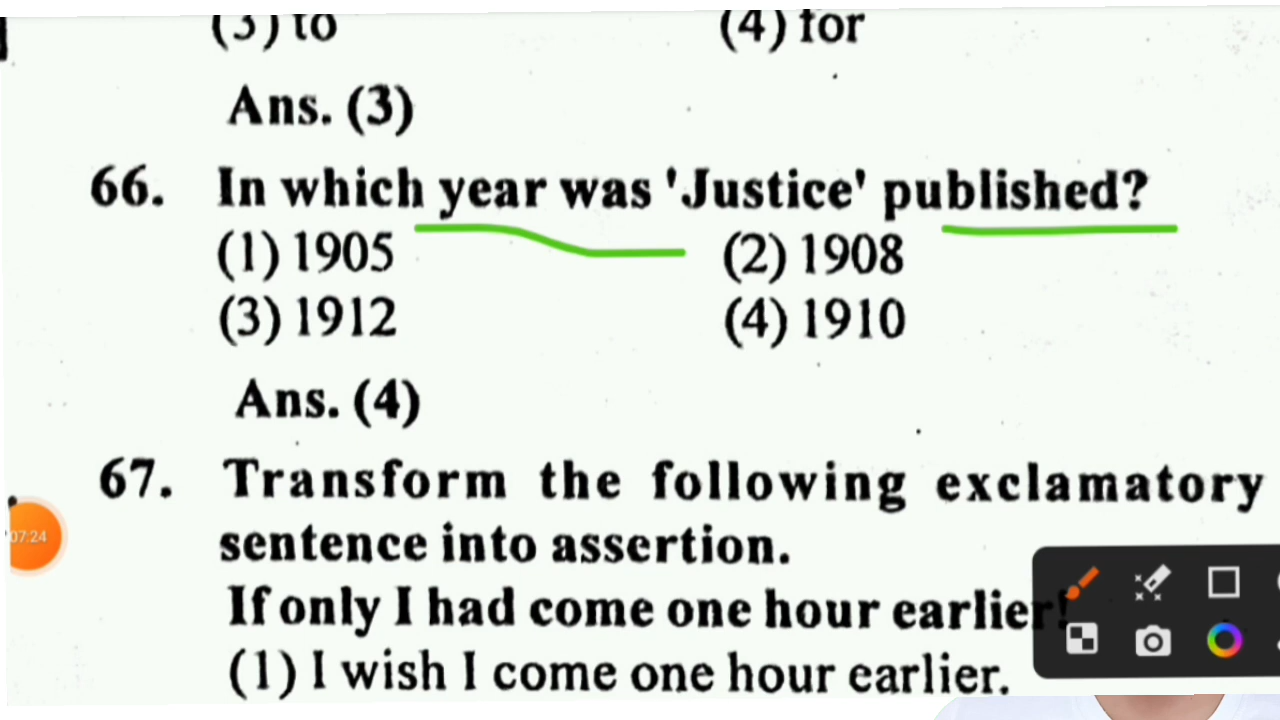 (3) to (4) for
Ans. (3)
66. In which year was 'Justice' published?
(1) 1905 (2) 1908
(3) 1912 (4) 1910
Ans. (4)
67. Transform the following exclamatory
sentence into assertion.
If only I had come one hour earlier!
(1) I wish I come one hour earlier.
07:24